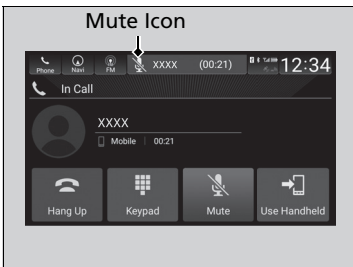 Mute Icon
Phone Navi FM XXXX (00:21) 12:34
In Call
XXXX
Mobile 00:21
Hang Up Keypad Mute Use Handheld